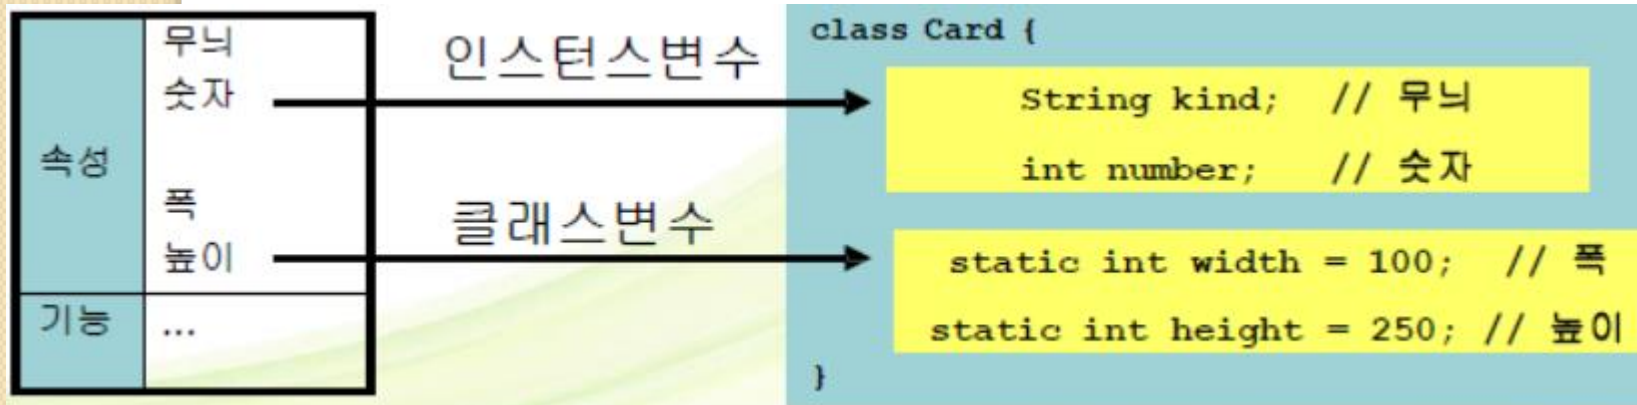 속성
무늬
숫자
폭
높이
기능
...
인스턴스변수
클래스변수
class Card {
String kind; // 무늬
int number; // 숫자
static int width = 100; // 폭
static int height = 250; // 높이
}